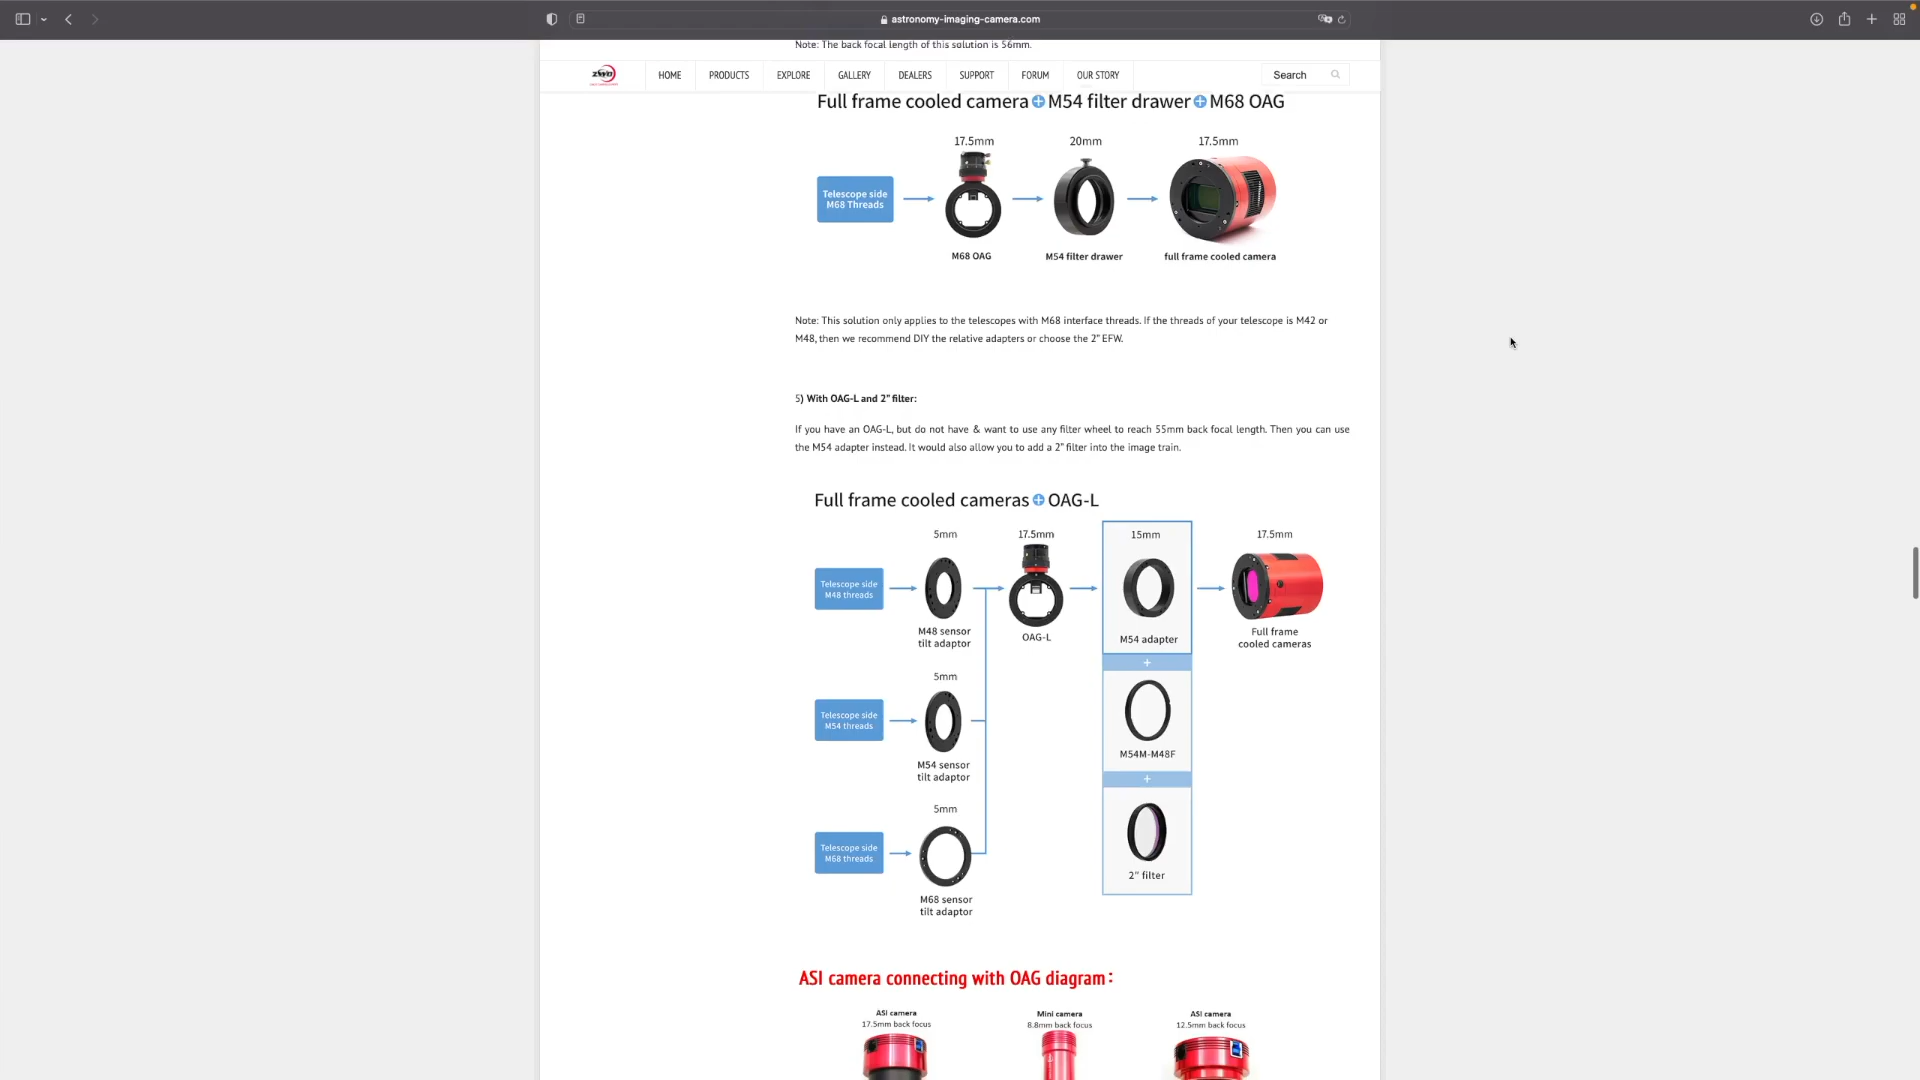 astronomy-imaging-camera.com
Note: The back focal length of this solution is 56mm.
ZWO
HOME PRODUCTS EXPLORE GALLERY DEALERS SUPPORT FORUM OUR STORY Search
Full frame cooled camera + M54 filter drawer + M68 OAG
17.5mm 20mm 17.5mm
Telescope side
M68 Threads
M68 OAG M54 filter drawer full frame cooled camera
Note: This solution only applies to the telescopes with M68 interface threads. If the threads of your telescope is M42 or
M48, then we recommend DIY the relative adapters or choose the 2" EFW.
5) With OAG-L and 2" filter:
If you have an OAG-L, but do not have & want to use any filter wheel to reach 55mm back focal length. Then you can use
the M54 adapter instead. It would also allow you to add a 2" filter into the image train.
Full frame cooled cameras + OAG-L
5mm 17.5mm 15mm 17.5mm
Telescope side
M48 threads
M48 sensor
tilt adaptor
OAG-L
M54 adapter
Full frame
cooled cameras
+
5mm
Telescope side
M54 threads
M54 sensor
tilt adaptor
M54M-M48F
+
5mm
Telescope side
M68 threads
M68 sensor
tilt adaptor
2" filter
ASI camera connecting with OAG diagram:
ASI camera
17.5mm back focus
Mini camera
8.8mm back focus
ASI camera
12.5mm back focus